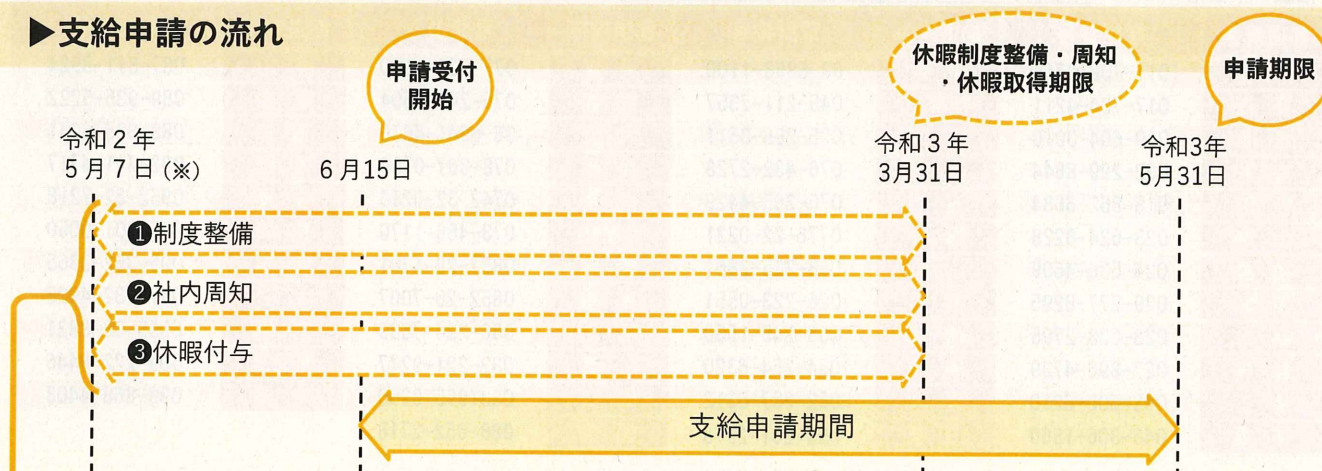 ▶支給申請の流れ
申請受付
開始
休暇制度整備・周知
・休暇取得期限
申請期限
令和2年
5月7日(※)
6月15日
令和3年
3月31日
令和3年
5月31日
❶制度整備
❷社内周知
❸休暇付与
支給申請期間